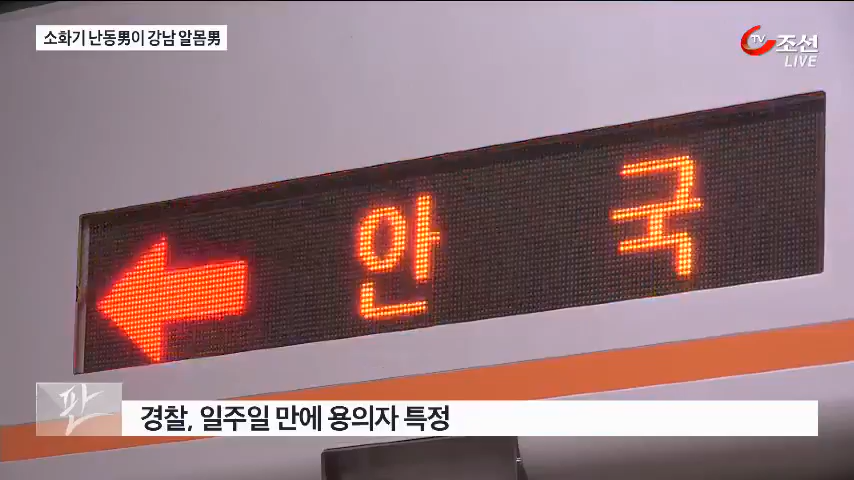 소화기 난동男이 강남 알몸男
TV조선
LIVE
← 안국
판
경찰, 일주일 만에 용의자 특정